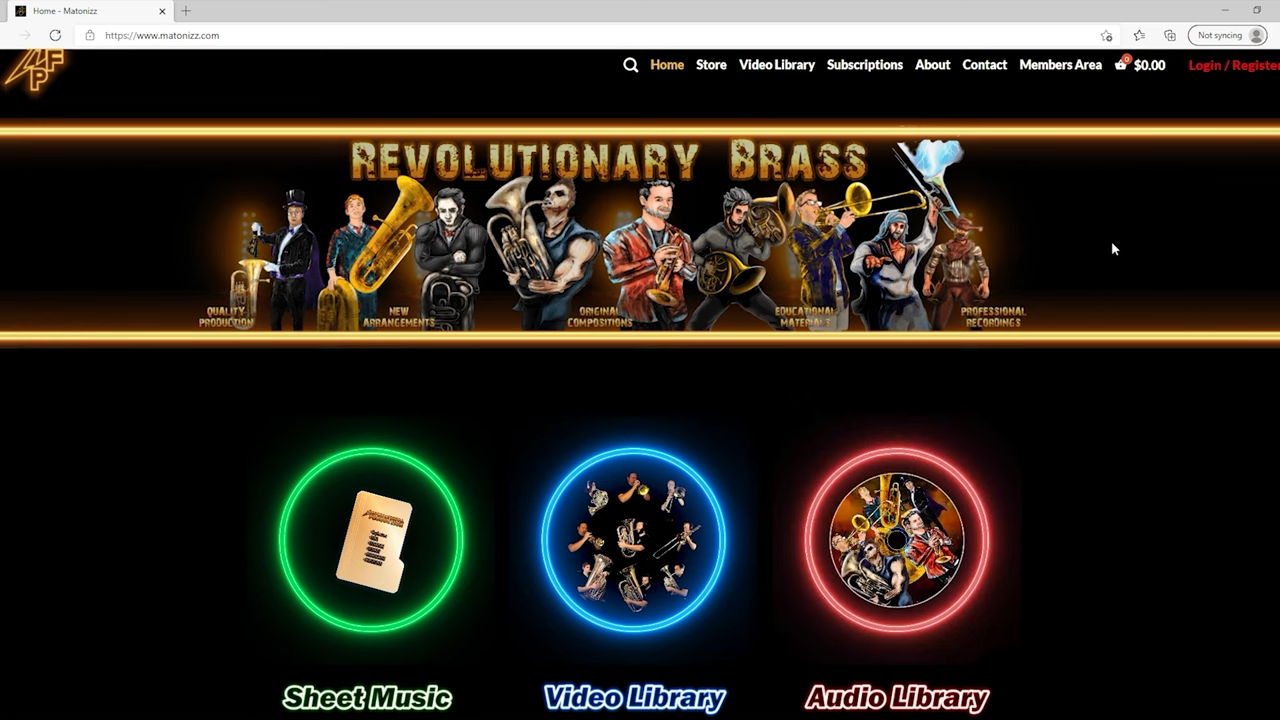 Home - Matonizz
https://www.matonizz.com
Not syncing
AFP
Home Store Video Library Subscriptions About Contact Members Area 0 $0.00 Login / Register
REVOLUTIONARY BRASS
QUALITY PRODUCTION
NEW ARRANGEMENTS
ORIGINAL COMPOSITIONS
EDUCATIONAL MATERIALS
PROFESSIONAL RECORDINGS
Sheet Music
Video Library
Audio Library